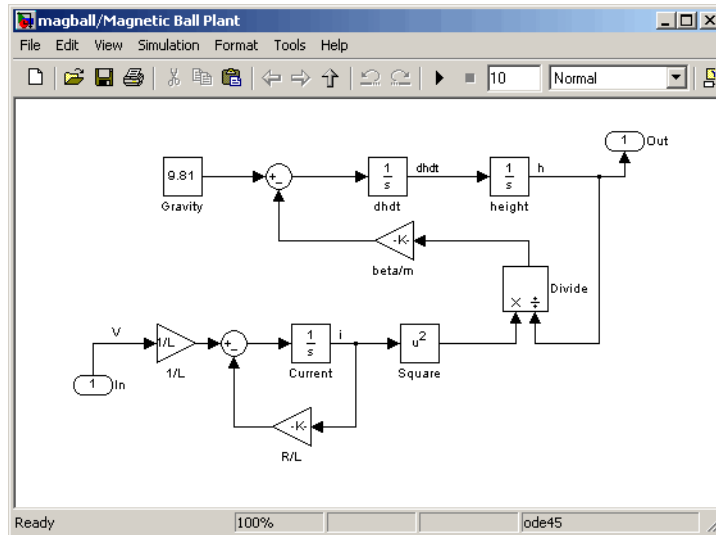 magball/Magnetic Ball Plant
File Edit View Simulation Format Tools Help
10 Normal
1 Out
9.81 + - 1 s dhdt 1 s h
Gravity dhdt height
-K-
beta/m
× ÷ Divide
V 1/L + - 1 s i u²
1 In 1/L Current Square
-K-
R/L
Ready 100% ode45